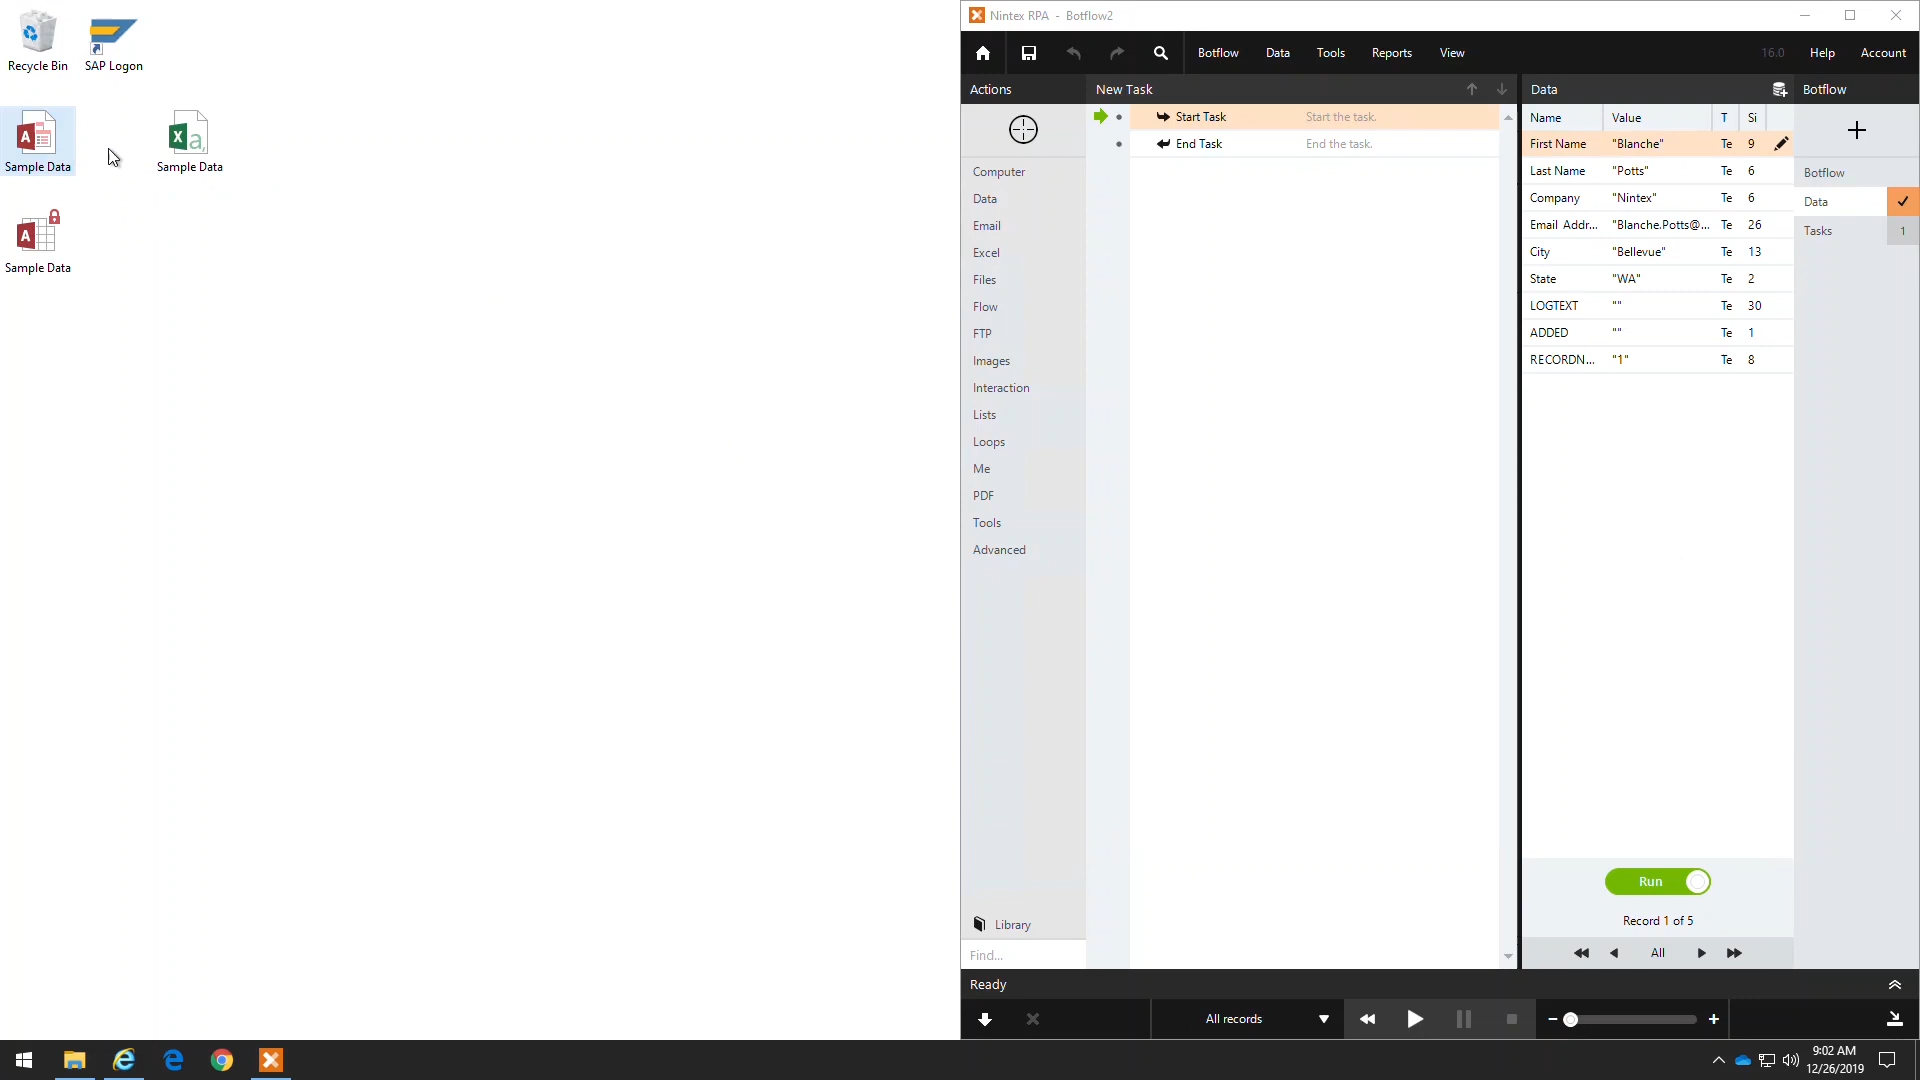 Recycle Bin
SAP Logon
Sample Data
Sample Data
Sample Data
Nintex RPA - Botflow2
Botflow
Data
Tools
Reports
View
16.0
Help
Account
Actions
Computer
Data
Email
Excel
Files
Flow
FTP
Images
Interaction
Lists
Loops
Me
PDF
Tools
Advanced
Library
Find...
New Task
Start Task Start the task.
End Task End the task.
Data
Name Value T Si
First Name "Blanche" Te 9
Last Name "Potts" Te 6
Company "Nintex" Te 6
Email Addr... "Blanche.Potts@... Te 26
City "Bellevue" Te 13
State "WA" Te 2
LOGTEXT "" Te 30
ADDED "" Te 1
RECORDN... "1" Te 8
Run
Record 1 of 5
All
Botflow
Botflow
Data
Tasks 1
Ready
All records
9:02 AM
12/26/2019